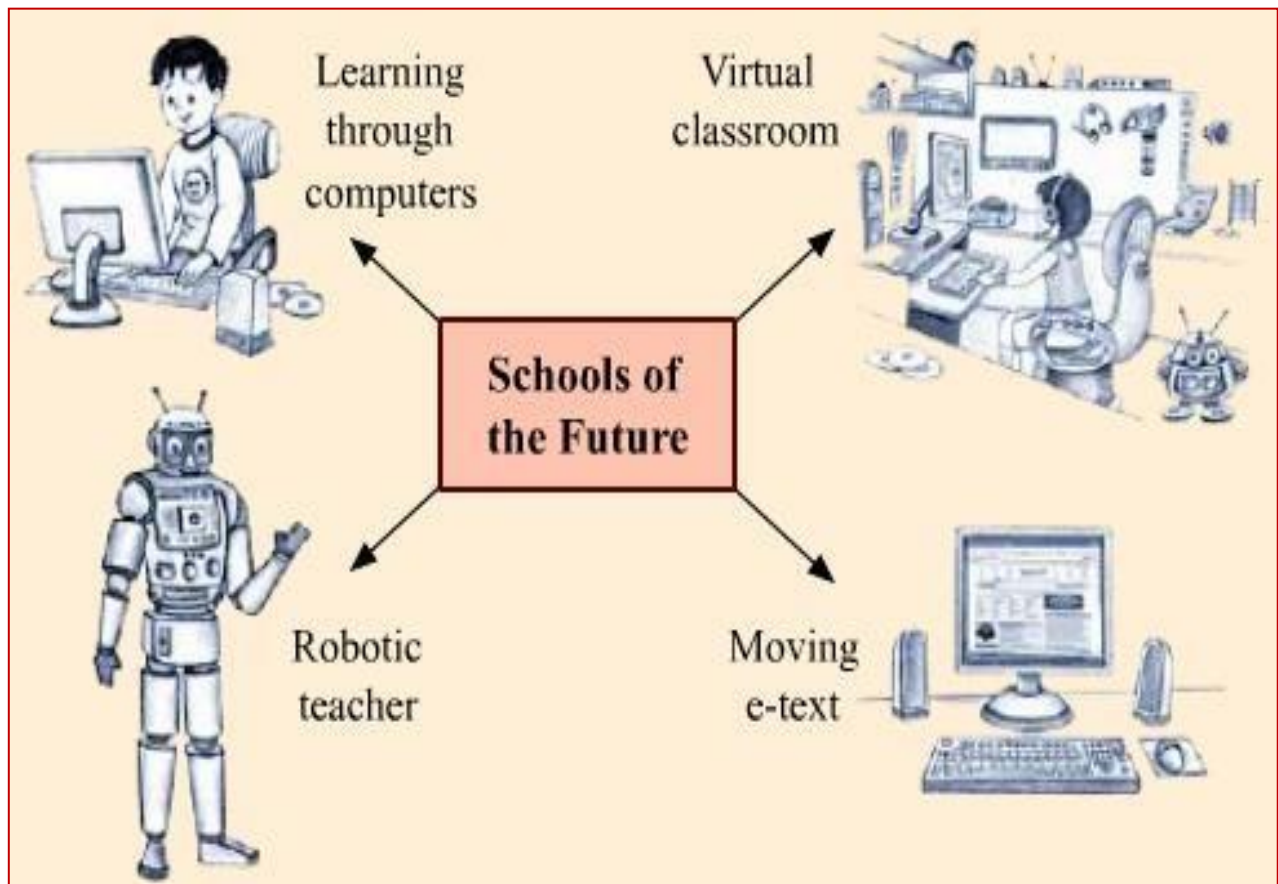 Learning
through
computers
Virtual
classroom
Schools of
the Future
Robotic
teacher
Moving
e-text